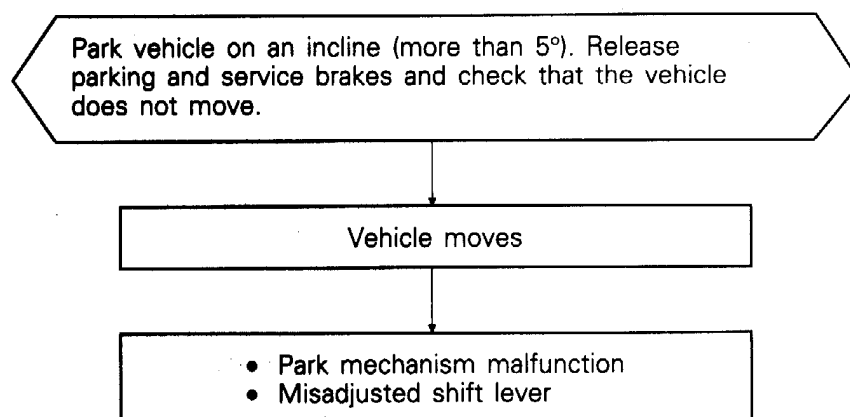 Park vehicle on an incline (more than 5°). Release
parking and service brakes and check that the vehicle
does not move.
Vehicle moves
• Park mechanism malfunction
• Misadjusted shift lever